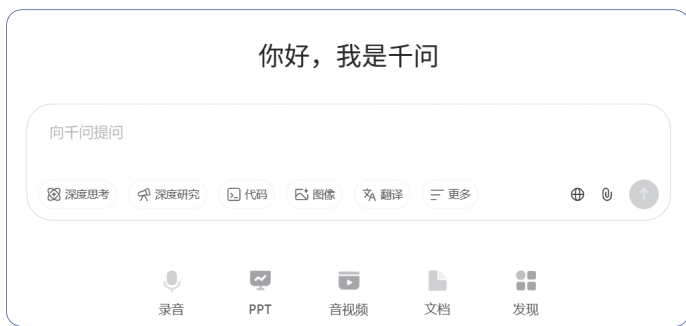 你好，我是千问
向千问提问
深度思考 深度研究 代码 图像 翻译 更多
录音 PPT 音视频 文档 发现